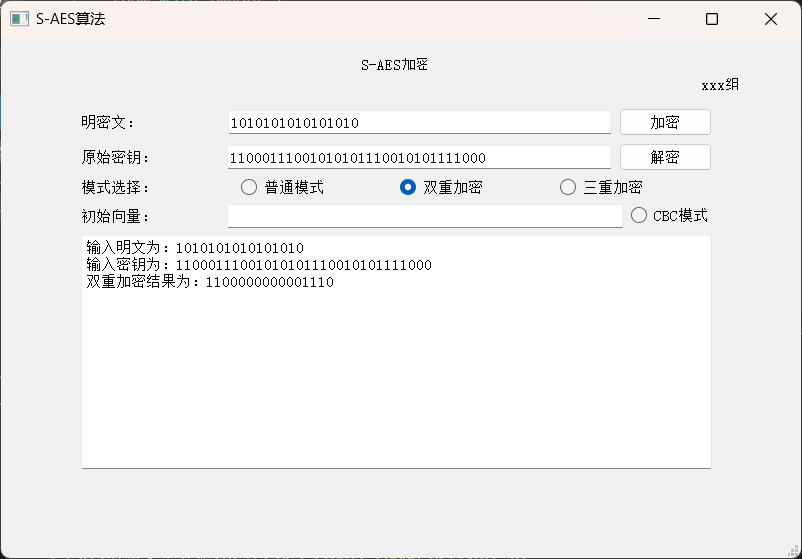 S-AES算法
S-AES加密
xxx组
明密文： 1010101010101010 加密
原始密钥： 11000111001010101110010101111000 解密
模式选择： 普通模式 双重加密 三重加密
初始向量： CBC模式
输入明文为：1010101010101010
输入密钥为：11000111001010101110010101111000
双重加密结果为：1100000000001110